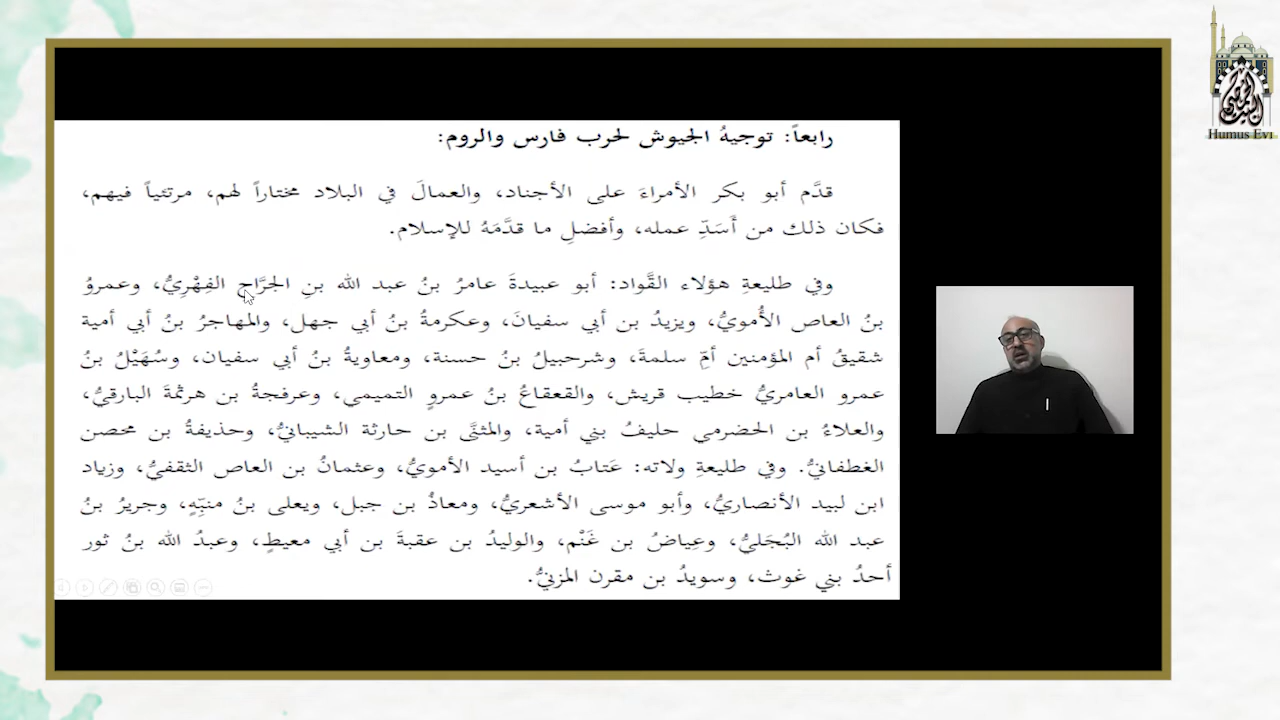 رابعاً: توجيهُ الجيوش لحرب فارس والروم:
قدَّم أبو بكر الأمراءَ على الأجناد، والعمالَ في البلاد مختاراً لهم، مرتئياً فيهم،
فكان ذلك من أَسَدِّ عمله، وأفضلِ ما قدَّمَهُ للإسلام.
وفي طليعةِ هؤلاء القَّواد: أبو عبيدةَ عامرُ بنُ عبد الله بنِ الجرَّاحِ الفِهْرِيُّ، وعمروُ
بنُ العاص الأُمويُّ، ويزيدُ بن أبي سفيانَ، وعكرمةُ بنُ أبي جهل، والمهاجرُ بنُ أبي أمية
شقيقُ أم المؤمنين أمِّ سلمةَ، وشرحبيلُ بنُ حسنة، ومعاويةُ بنُ أبي سفيان، وسُهَيْلُ بنُ
عمرو العامريُّ خطيب قريش، والقعقاعُ بنُ عمروٍ التميمي، وعرفجةُ بن هرثمةَ البارقيُّ،
والعلاءُ بن الحضرمي حليفُ بني أمية، والمثنَّى بن حارثة الشيبانيُّ، وحذيفةُ بن محصن
الغطفانيُّ. وفي طليعةِ ولاته: عَتابُ بن أسيد الأمويُّ، وعثمانُ بن العاص الثقفيُّ، وزياد
ابن لبيد الأنصاريُّ، وأبو موسى الأشعريُّ، ومعاذُ بن جبل، ويعلى بنُ منبِّهٍ، وجريرُ بنُ
عبد الله البُجَليُّ، وعِياضُ بن غَنْم، والوليدُ بن عقبةَ بن أبي معيطٍ، وعبدُ الله بنُ ثور
أحدُ بني غوث، وسويدُ بن مقرن المزنيُّ.
Humus Evi